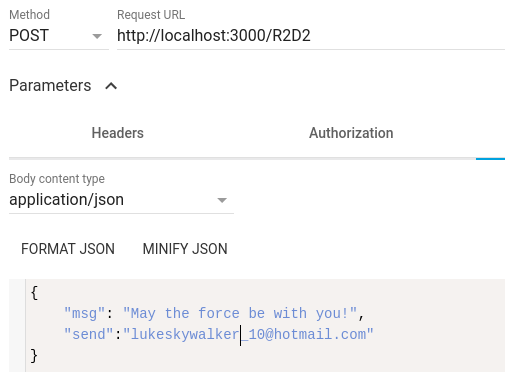 Method
Request URL
POST
http://localhost:3000/R2D2
Parameters
Headers
Authorization
Body content type
application/json
FORMAT JSON
MINIFY JSON
{
"msg": "May the force be with you!",
"send":"lukeskywalker_10@hotmail.com"
}